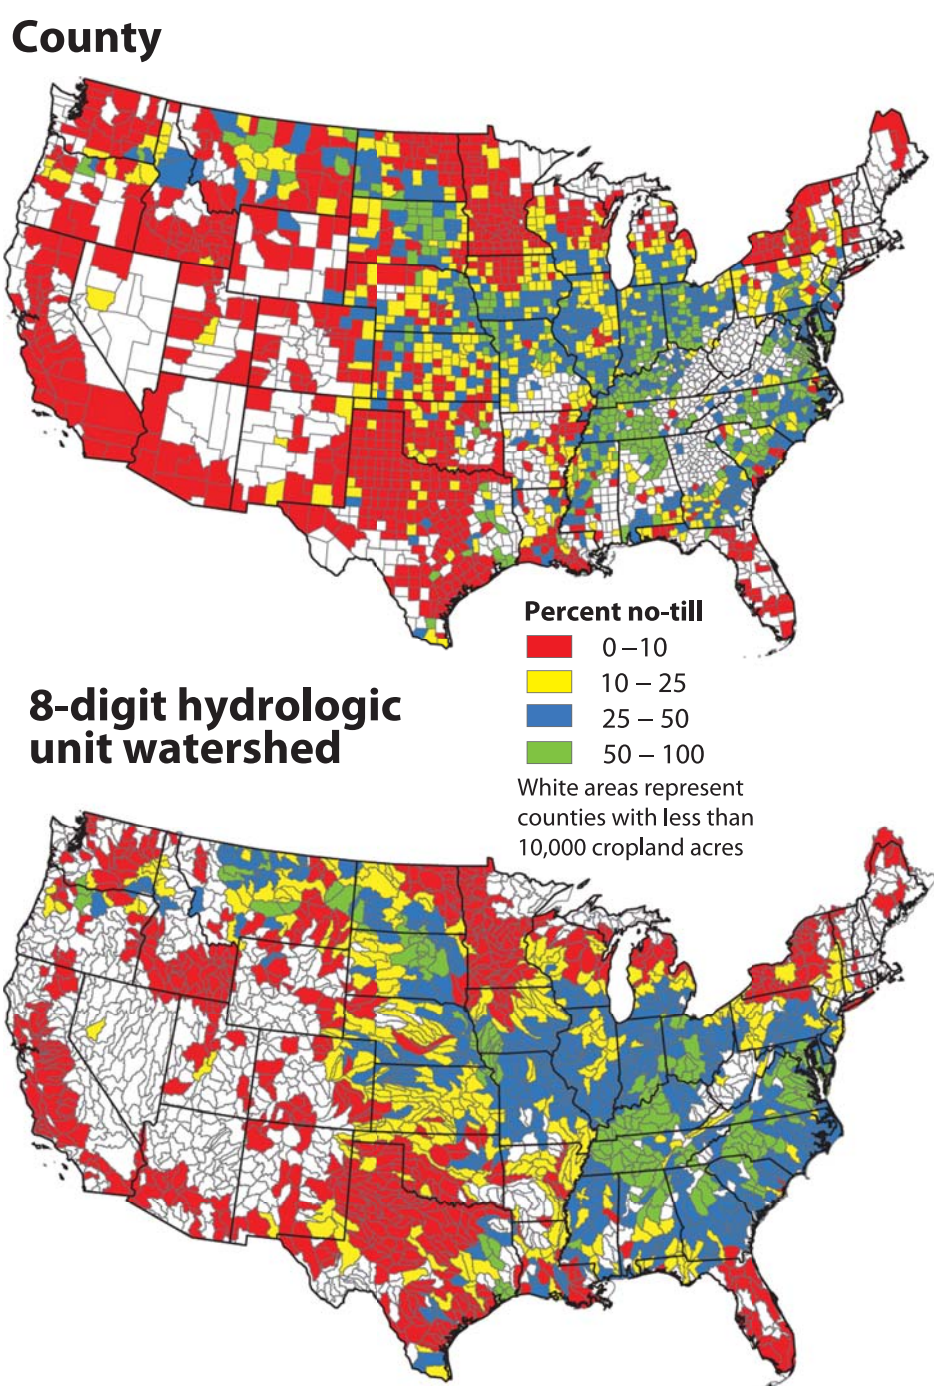 County
Percent no-till
0 – 10
10 – 25
25 – 50
50 – 100
White areas represent
counties with less than
10,000 cropland acres
8-digit hydrologic
unit watershed